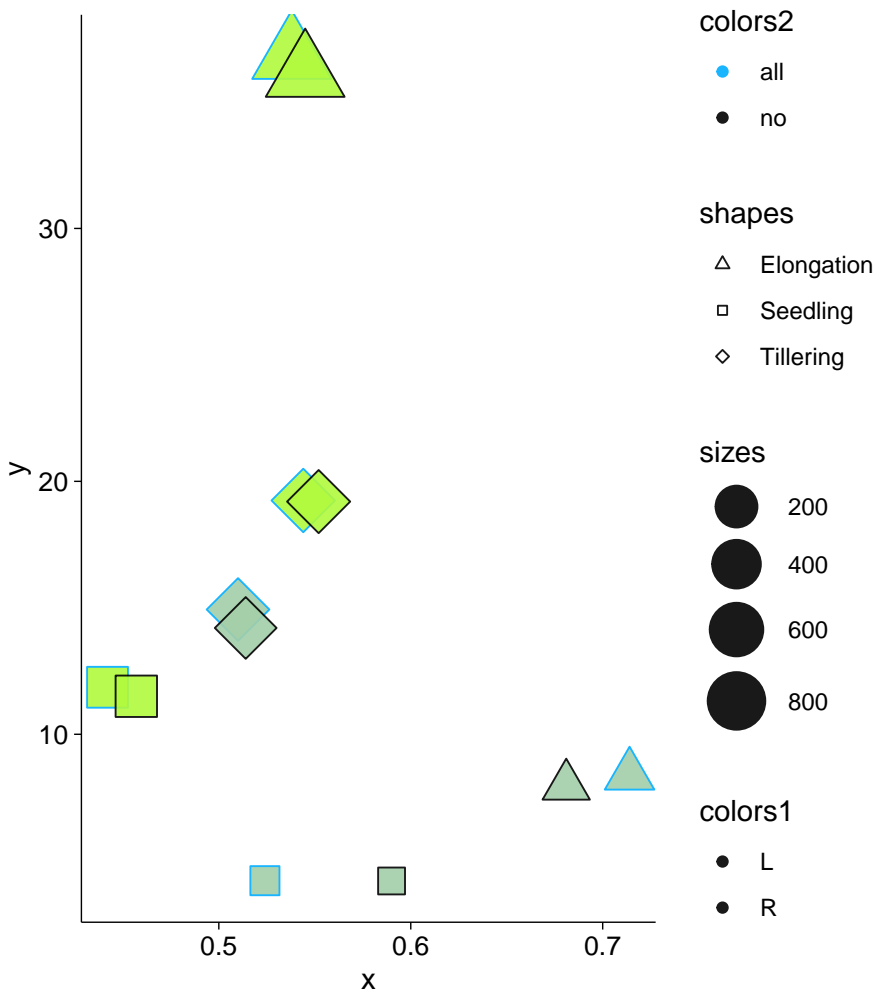 30
20
10
y
0.5
0.6
0.7
x
colors2
all
no
shapes
Elongation
Seedling
Tillering
sizes
200
400
600
800
colors1
L
R